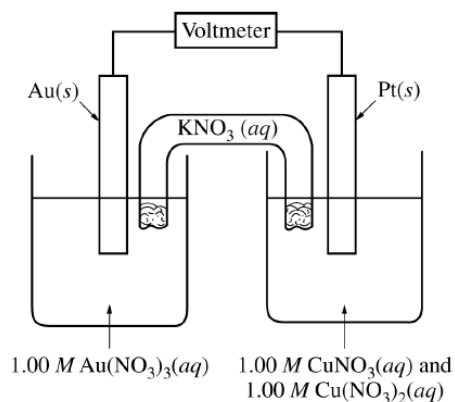 Voltmeter
Au(s)
Pt(s)
KNO₃ (aq)
1.00 M Au(NO₃)₃(aq)
1.00 M CuNO₃(aq) and
1.00 M Cu(NO₃)₂(aq)